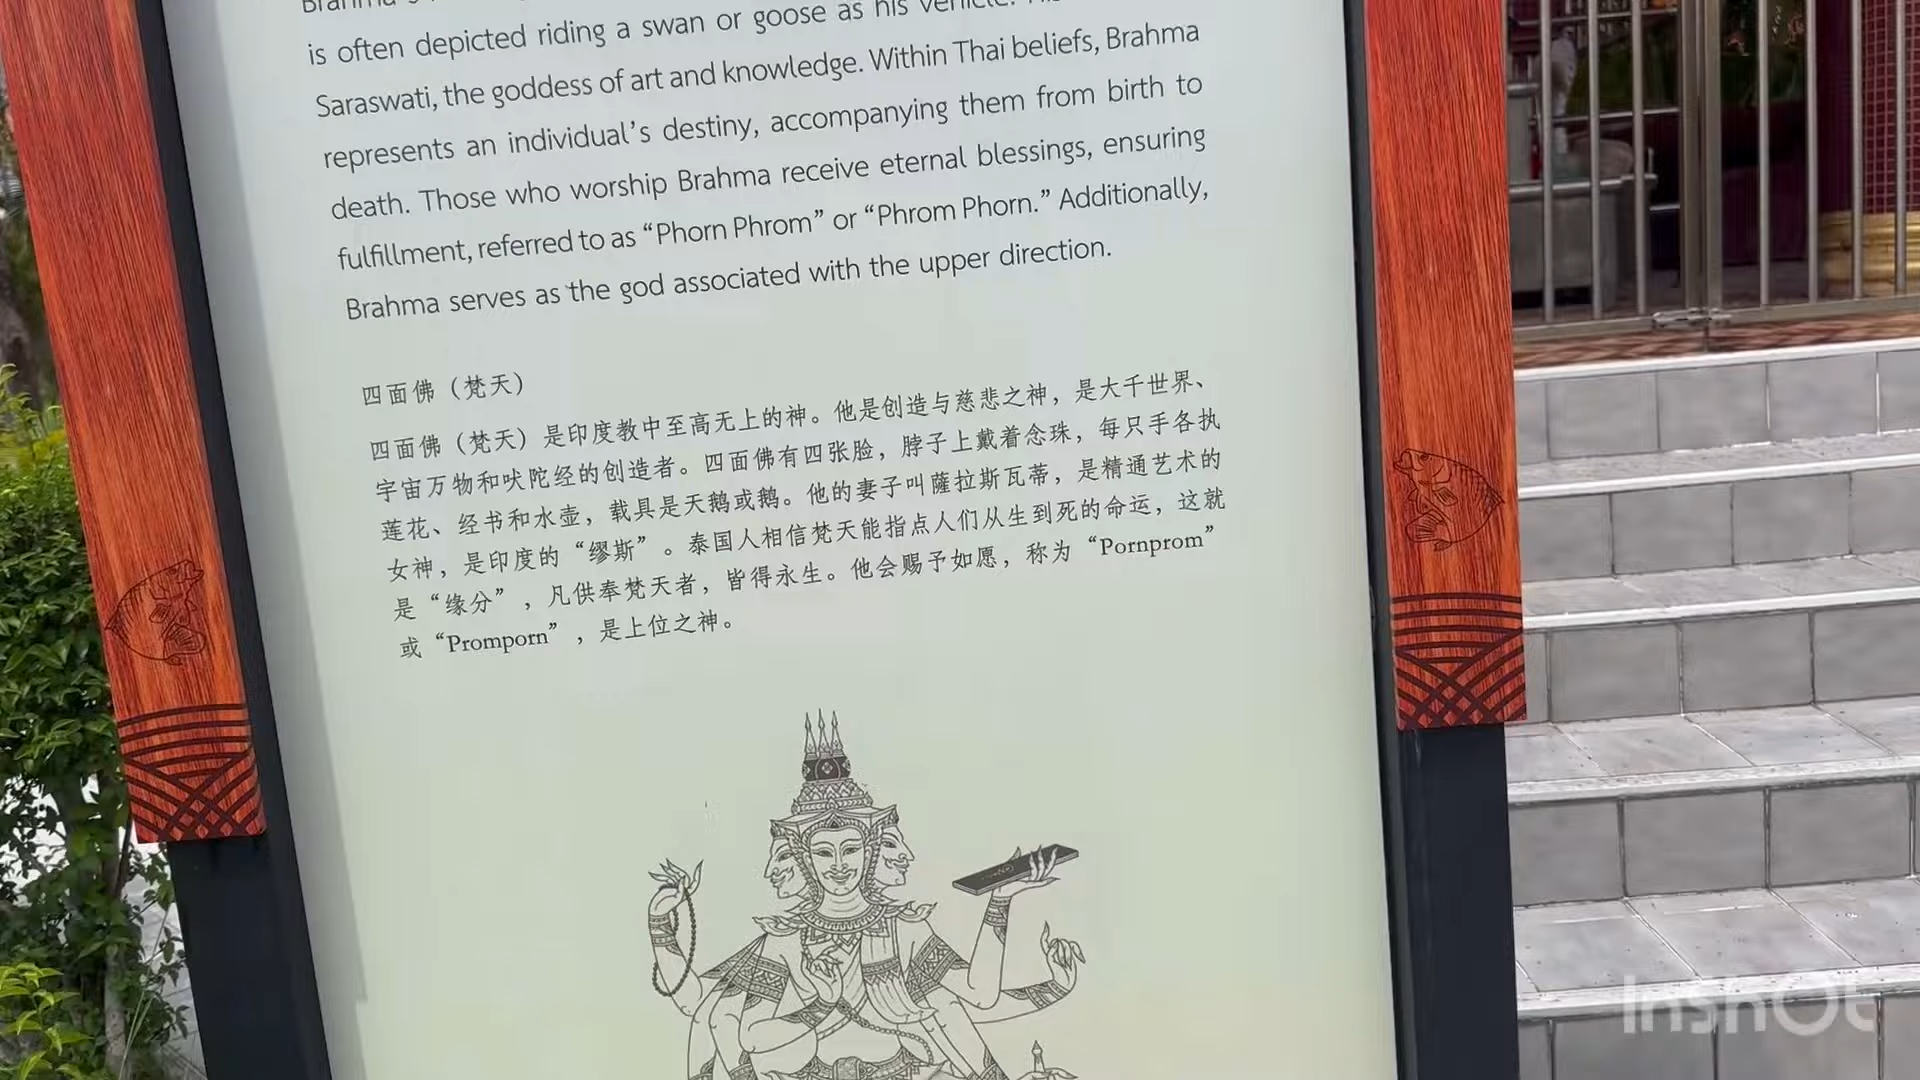 is often depicted riding a swan or goose as his vehicle.
Saraswati, the goddess of art and knowledge. Within Thai beliefs, Brahma
represents an individual’s destiny, accompanying them from birth to
death. Those who worship Brahma receive eternal blessings, ensuring
fulfillment, referred to as “Phorn Phrom” or “Phrom Phorn.” Additionally,
Brahma serves as the god associated with the upper direction.
四面佛（梵天）
四面佛（梵天）是印度教中至高无上的神。他是创造与慈悲之神，是大千世界、
宇宙万物和吠陀经的创造者。四面佛有四张脸，脖子上戴着念珠，每只手各执
莲花、经书和水壶，载具是天鹅或鹅。他的妻子叫薩拉斯瓦蒂，是精通艺术的
女神，是印度的“缪斯”。泰国人相信梵天能指点人们从生到死的命运，这就
是“缘分”，凡供奉梵天者，皆得永生。他会赐予如愿，称为“Pornprom”
或“Promporn”，是上位之神。
InShOt